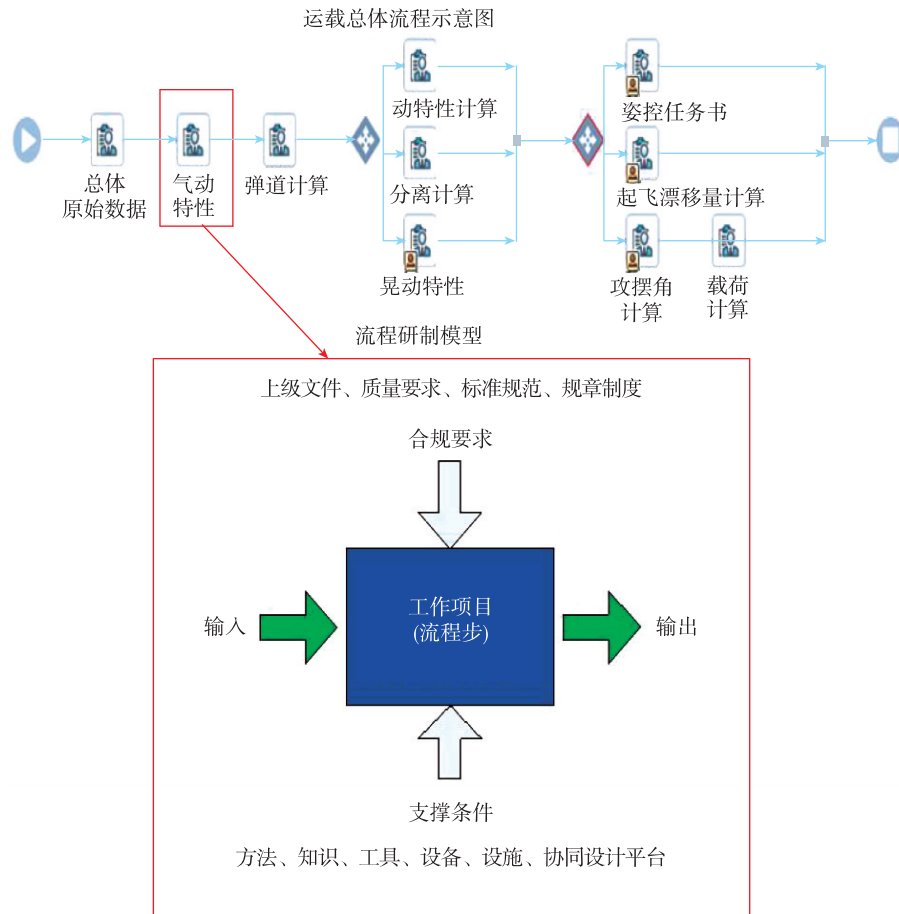 运载总体流程示意图
动特性计算
姿控任务书
总体
原始数据
气动
特性
弹道计算
分离计算
起飞漂移量计算
晃动特性
攻摆角
计算
载荷
计算
流程研制模型
上级文件、质量要求、标准规范、规章制度
合规要求
输入
工作项目
(流程步)
输出
支撑条件
方法、知识、工具、设备、设施、协同设计平台